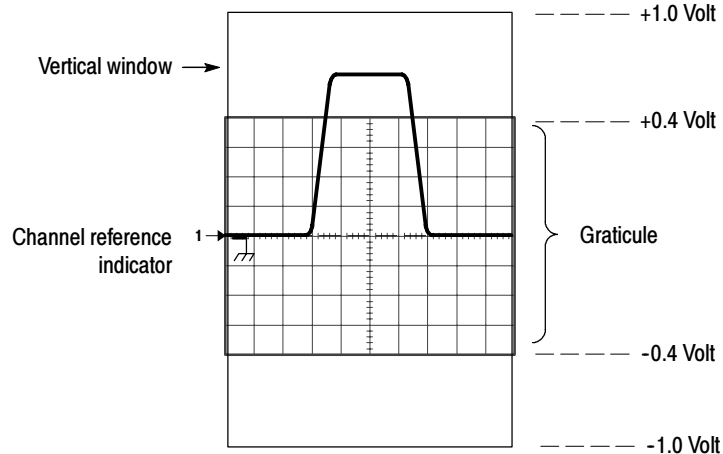 +1.0 Volt
Vertical window
+0.4 Volt
Channel reference
indicator
1
Graticule
-0.4 Volt
-1.0 Volt